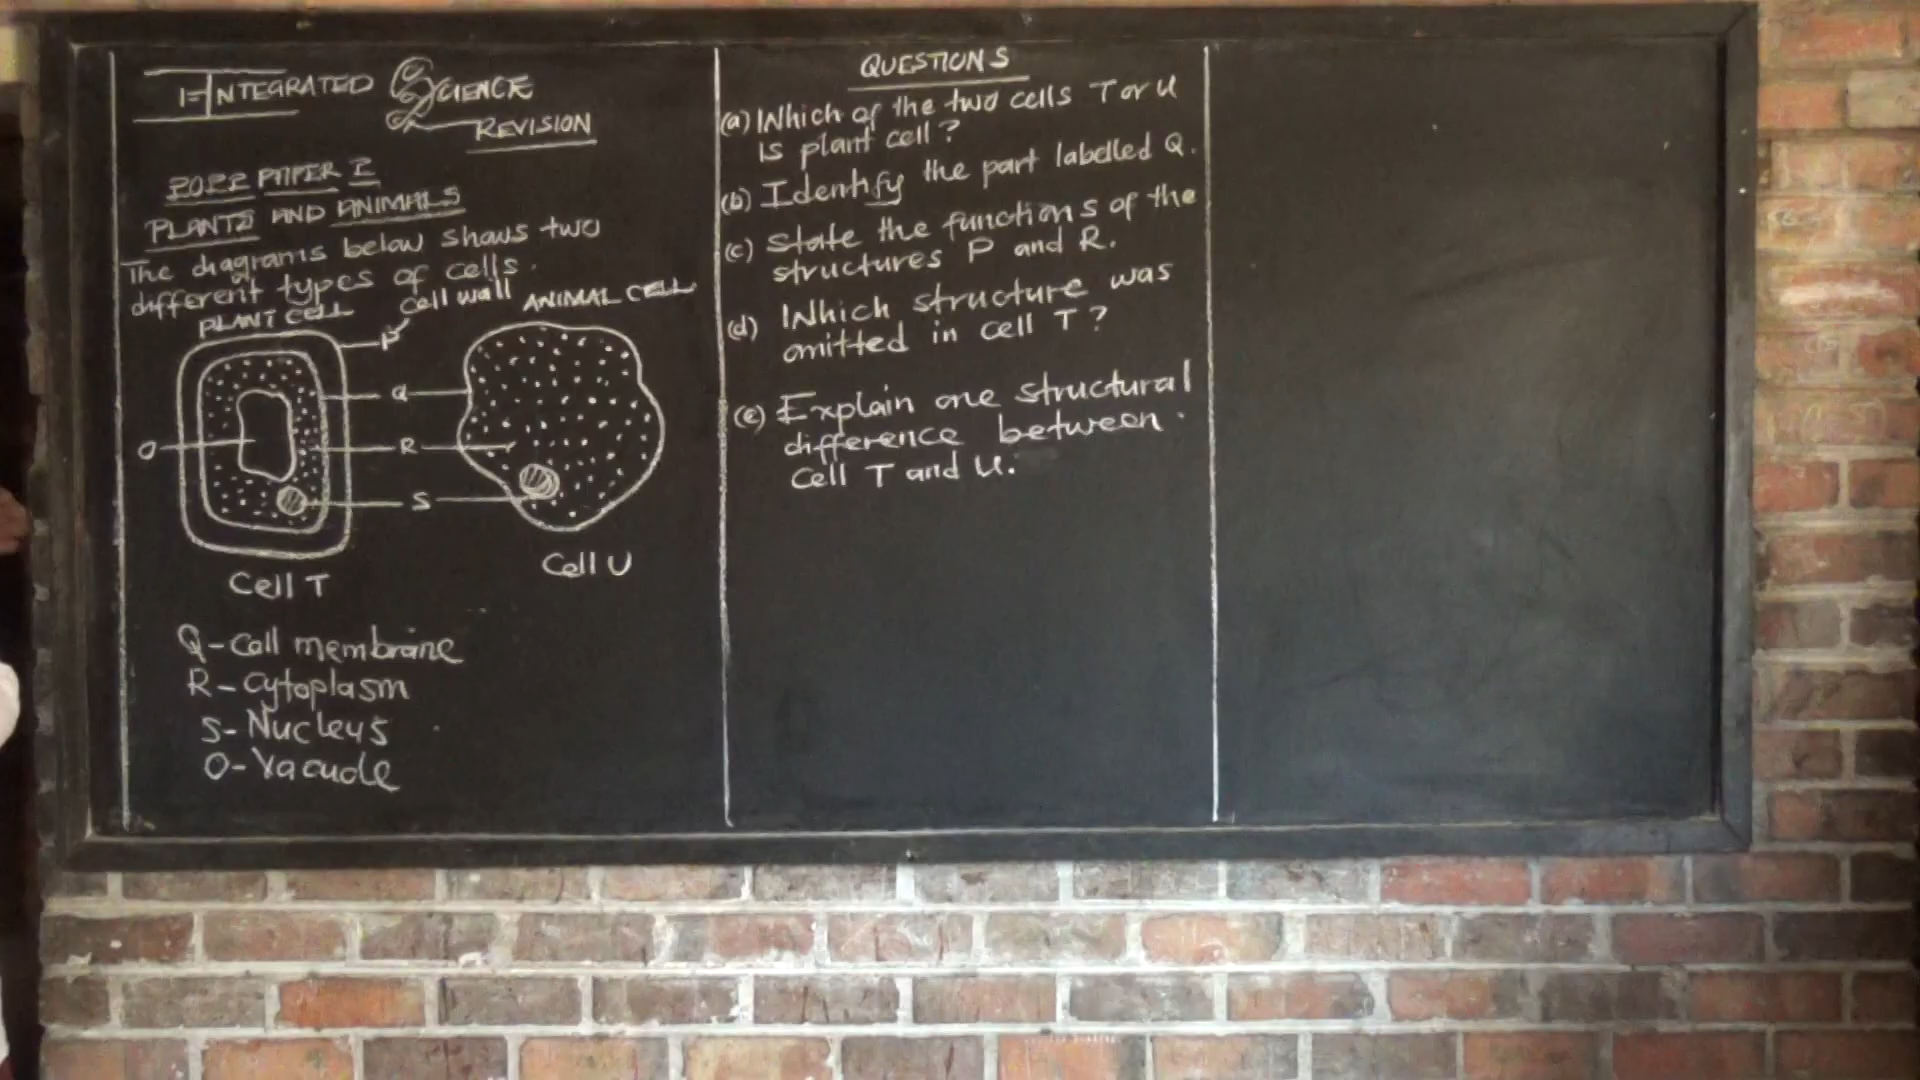 INTEGRATED SCIENCE
REVISION
2022 PAPER 2
PLANTS AND ANIMALS
The diagrams below shows two
different types of cells.
PLANT CELL
cell wall
ANIMAL CELL
P
Q
O
R
S
Cell T
Cell U
Q-Cell membrane
R-Cytoplasm
S-Nucleus
O-Vacuole
QUESTIONS
(a) Which of the two cells T or U
is plant cell?
(b) Identify the part labelled Q.
(c) State the functions of the
structures P and R.
(d) Which structure was
omitted in cell T?
(e) Explain one structural
difference between
Cell T and U.